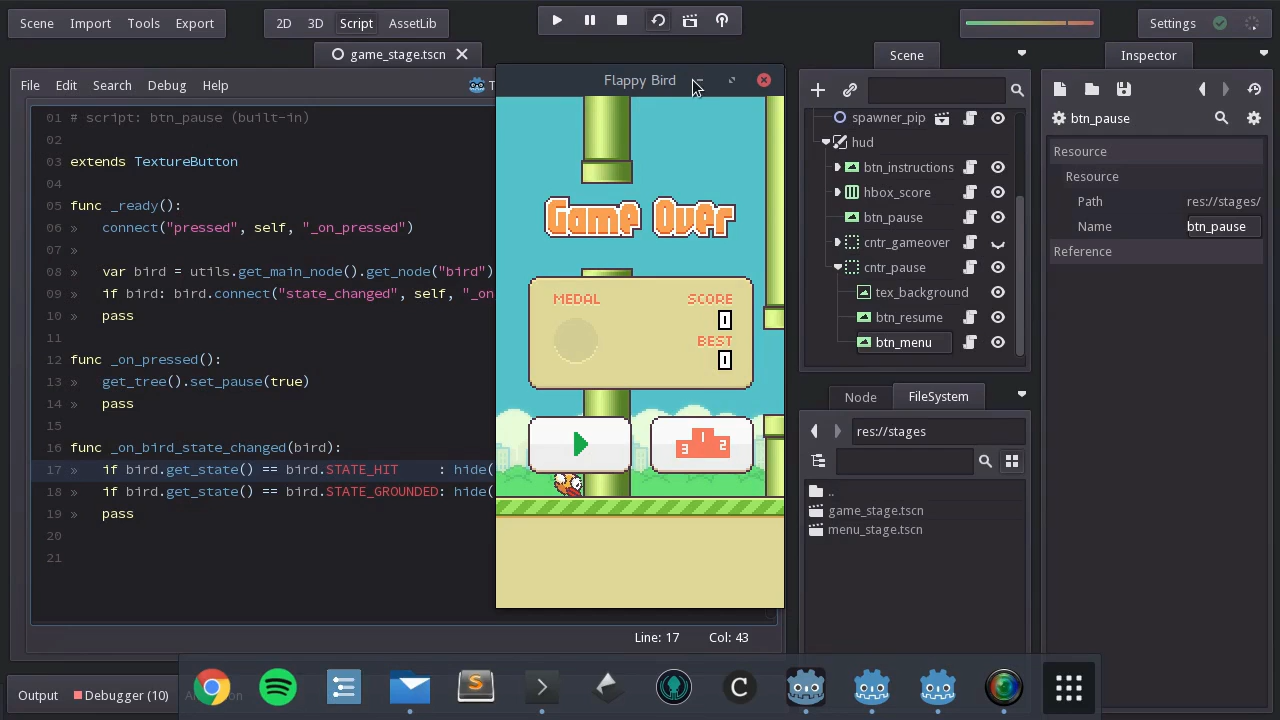 Scene Import Tools Export
2D 3D Script AssetLib
Settings
game_stage.tscn
Scene
Inspector
File Edit Search Debug Help
Flappy Bird
01 # script: btn_pause (built-in)
02
03 extends TextureButton
04
05 func _ready():
06 » connect("pressed", self, "_on_pressed")
07 »
08 » var bird = utils.get_main_node().get_node("bird")
09 » if bird: bird.connect("state_changed", self, "_on
10 » pass
11
12 func _on_pressed():
13 » get_tree().set_pause(true)
14 » pass
15
16 func _on_bird_state_changed(bird):
17 » if bird.get_state() == bird.STATE_HIT : hide(
18 » if bird.get_state() == bird.STATE_GROUNDED: hide(
19 » pass
20
21
Line: 17 Col: 43
Game Over
MEDAL SCORE
1
BEST
1
3 1 2
spawner_pip
hud
btn_instructions
hbox_score
btn_pause
cntr_gameover
cntr_pause
tex_background
btn_resume
btn_menu
Node FileSystem
res://stages
..
game_stage.tscn
menu_stage.tscn
btn_pause
Resource
Resource
Path res://stages/
Name btn_pause
Reference
Output Debugger (10)
S
C